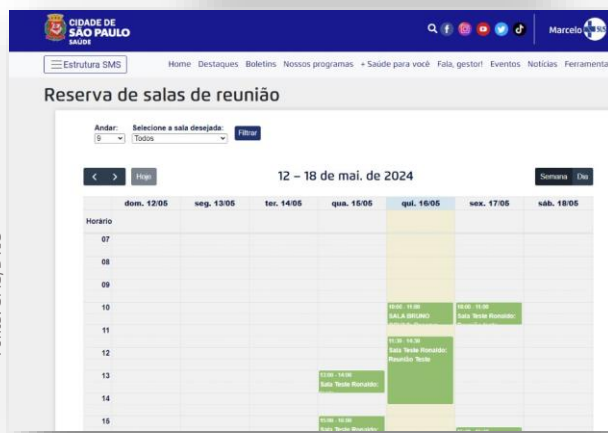 CIDADE DE
SÃO PAULO
SAÚDE
Marcelo
Estrutura SMS
Home Destaques Boletins Nossos programas + Saúde para você Fala, gestor! Eventos Notícias Ferramenta
Reserva de salas de reunião
Andar: Selecione a sala desejada:
9 Todos Filtrar
< > Hoje 12 – 18 de mai. de 2024 Semana Dia
dom. 12/05 seg. 13/05 ter. 14/05 qua. 15/05 qui. 16/05 sex. 17/05 sáb. 18/05
Horário
07
08
09
10
10:00 - 11:00
SALA BRUNO
10:00 - 11:00
Sala Teste Ronaldo:
11
11:30 - 14:30
Sala Teste Ronaldo:
Reunião Teste
12
13
13:00 - 14:00
Sala Teste Ronaldo:
14
15
Sala Teste Ronaldo: